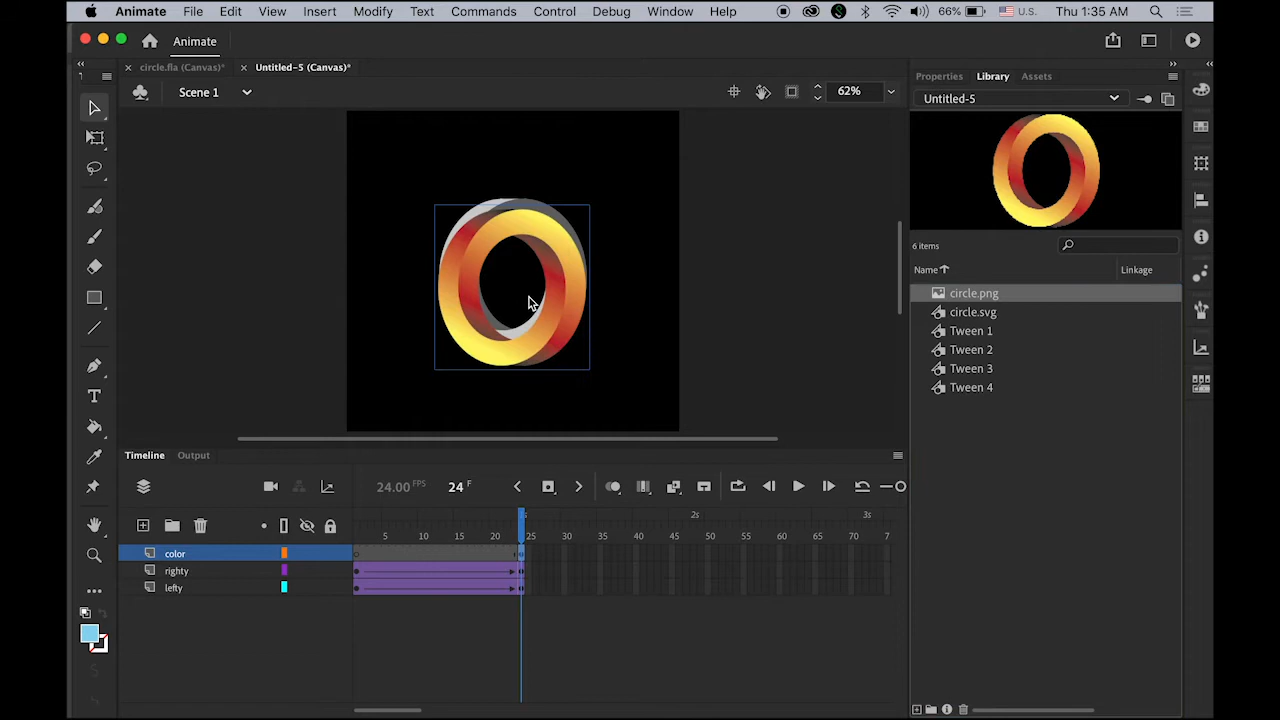 Animate File Edit View Insert Modify Text Commands Control Debug Window Help 66% U.S. Thu 1:35 AM
Animate
× circle.fla (Canvas)* × Untitled-5 (Canvas)*
Scene 1 62%
Properties Library Assets
Untitled-5
6 items
Name Linkage
circle.png
circle.svg
Tween 1
Tween 2
Tween 3
Tween 4
Timeline Output
24.00 FPS 24 F
2s 3s
5 10 15 20 25 30 35 40 45 50 55 60 65 70 7
color
righty
lefty